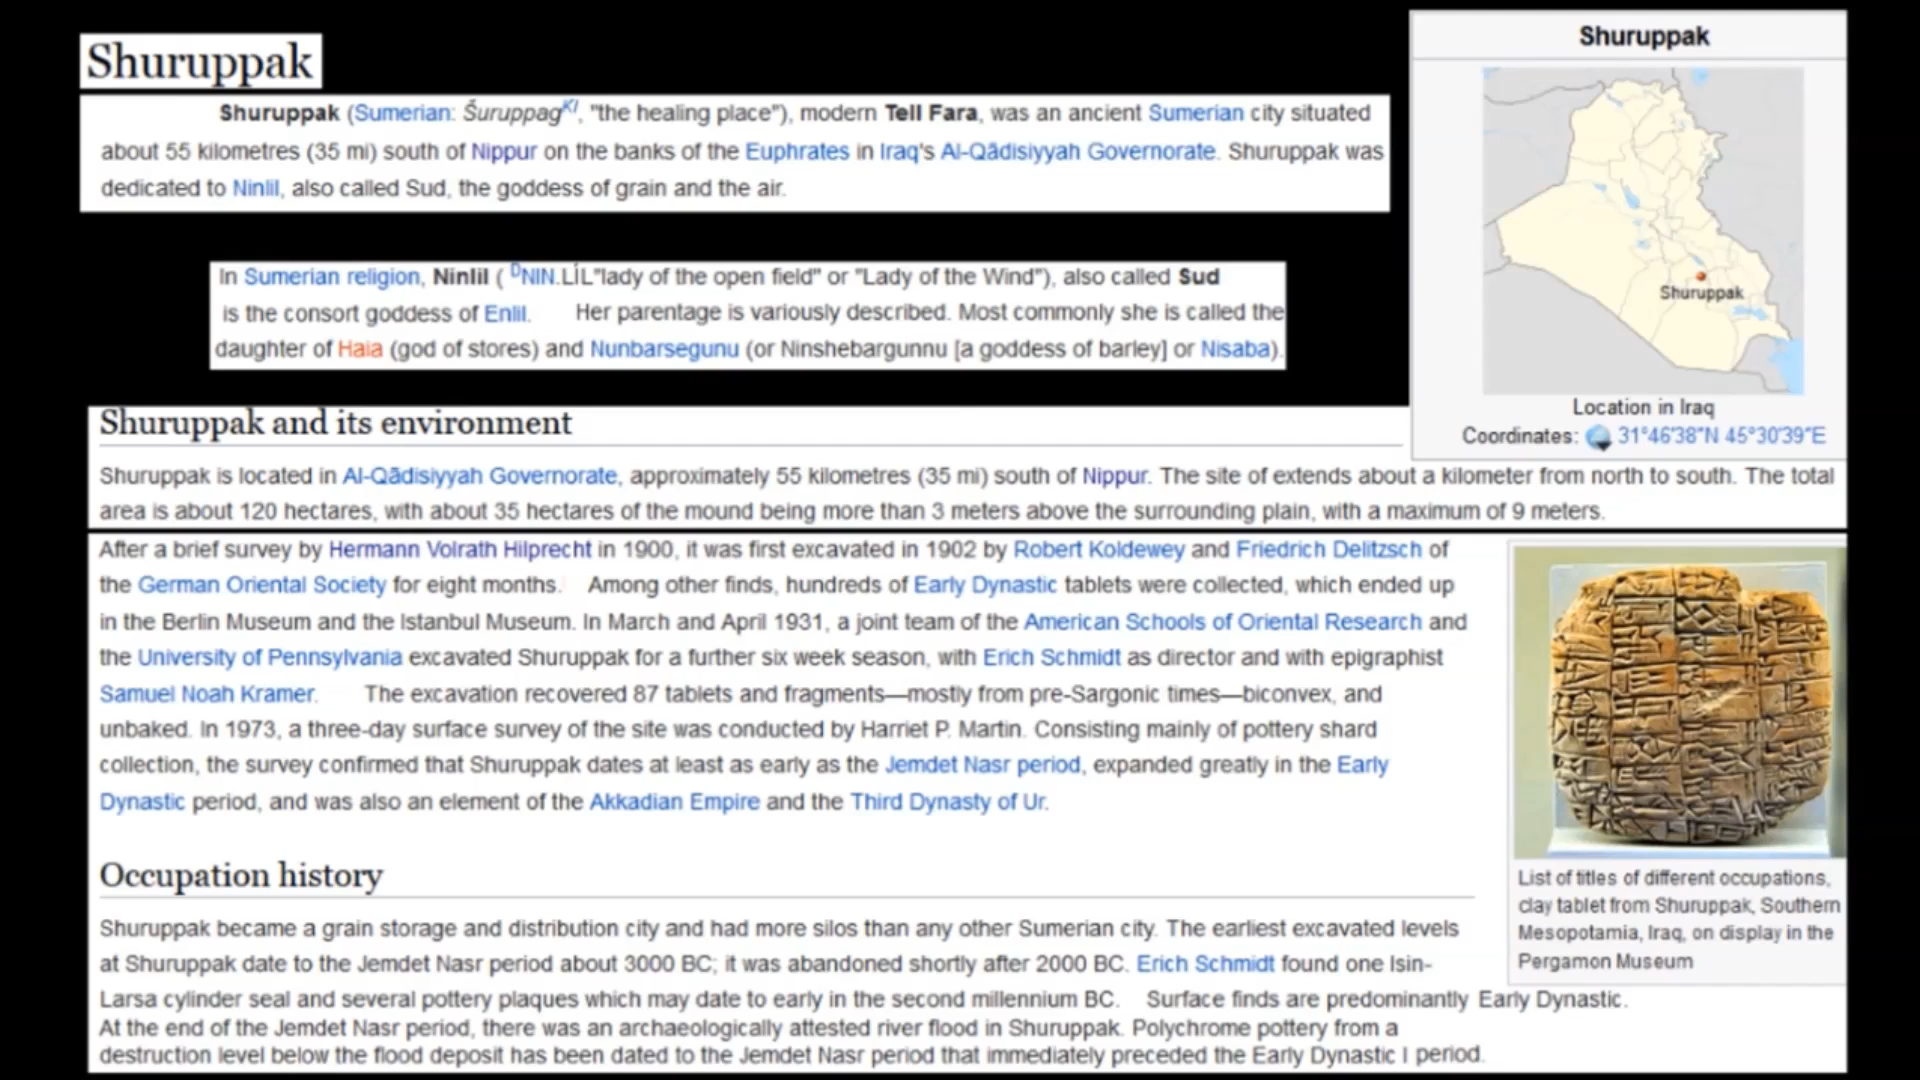 Shuruppak
Shuruppak (Sumerian: ŠuruppagKI, "the healing place"), modern Tell Fara, was an ancient Sumerian city situated
about 55 kilometres (35 mi) south of Nippur on the banks of the Euphrates in Iraq's Al-Qādisiyyah Governorate. Shuruppak was
dedicated to Ninlil, also called Sud, the goddess of grain and the air.
In Sumerian religion, Ninlil ( DNIN.LÍL"lady of the open field" or "Lady of the Wind"), also called Sud
is the consort goddess of Enlil. Her parentage is variously described. Most commonly she is called the
daughter of Haia (god of stores) and Nunbarsegunu (or Ninshebargunnu [a goddess of barley] or Nisaba).
Shuruppak
Shuruppak
Location in Iraq
Coordinates: 31°46′38″N 45°30′39″E
Shuruppak and its environment
Shuruppak is located in Al-Qādisiyyah Governorate, approximately 55 kilometres (35 mi) south of Nippur. The site of extends about a kilometer from north to south. The total
area is about 120 hectares, with about 35 hectares of the mound being more than 3 meters above the surrounding plain, with a maximum of 9 meters.
After a brief survey by Hermann Volrath Hilprecht in 1900, it was first excavated in 1902 by Robert Koldewey and Friedrich Delitzsch of
the German Oriental Society for eight months. Among other finds, hundreds of Early Dynastic tablets were collected, which ended up
in the Berlin Museum and the Istanbul Museum. In March and April 1931, a joint team of the American Schools of Oriental Research and
the University of Pennsylvania excavated Shuruppak for a further six week season, with Erich Schmidt as director and with epigraphist
Samuel Noah Kramer. The excavation recovered 87 tablets and fragments—mostly from pre-Sargonic times—biconvex, and
unbaked. In 1973, a three-day surface survey of the site was conducted by Harriet P. Martin. Consisting mainly of pottery shard
collection, the survey confirmed that Shuruppak dates at least as early as the Jemdet Nasr period, expanded greatly in the Early
Dynastic period, and was also an element of the Akkadian Empire and the Third Dynasty of Ur.
Occupation history
Shuruppak became a grain storage and distribution city and had more silos than any other Sumerian city. The earliest excavated levels
at Shuruppak date to the Jemdet Nasr period about 3000 BC; it was abandoned shortly after 2000 BC. Erich Schmidt found one Isin-
Larsa cylinder seal and several pottery plaques which may date to early in the second millennium BC. Surface finds are predominantly Early Dynastic.
At the end of the Jemdet Nasr period, there was an archaeologically attested river flood in Shuruppak. Polychrome pottery from a
destruction level below the flood deposit has been dated to the Jemdet Nasr period that immediately preceded the Early Dynastic I period.
List of titles of different occupations,
clay tablet from Shuruppak, Southern
Mesopotamia, Iraq, on display in the
Pergamon Museum